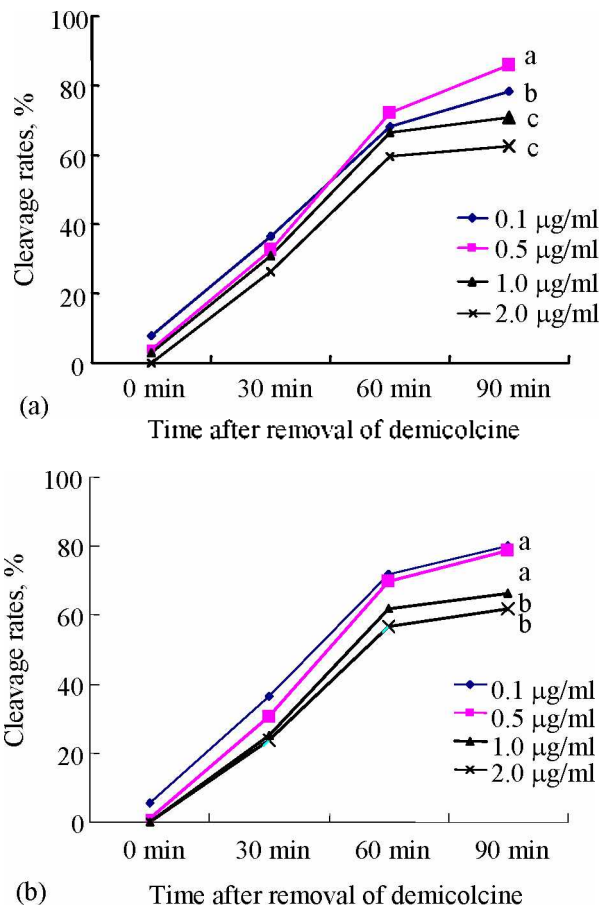 100
80
60
40
20
0
Cleavage rates, %
a
b
c
c
0.1 µg/ml
0.5 µg/ml
1.0 µg/ml
2.0 µg/ml
0 min 30 min 60 min 90 min
(a)
Time after removal of demicolcine
100
80
60
40
20
0
Cleavage rates, %
a
a
b
b
0.1 µg/ml
0.5 µg/ml
1.0 µg/ml
2.0 µg/ml
0 min 30 min 60 min 90 min
(b) Time after removal of demicolcine